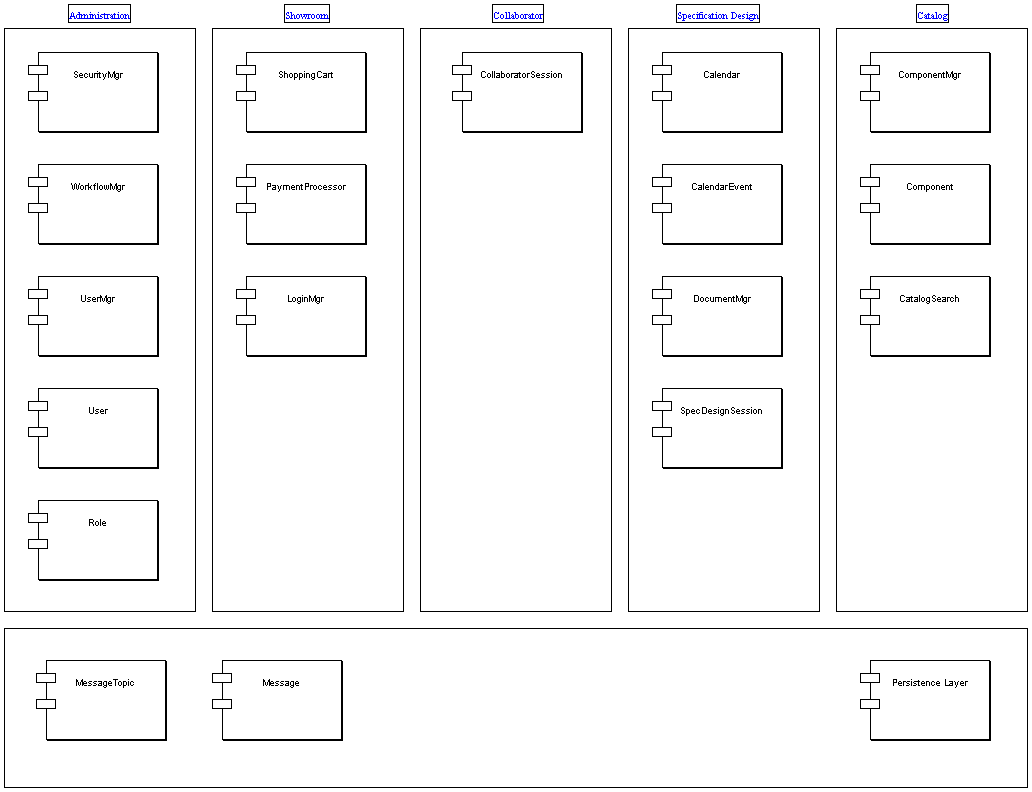 Administration
Showroom
Collaborator
Specification Design
Catalog
SecurityMgr
ShoppingCart
CollaboratorSession
Calendar
ComponentMgr
WorkflowMgr
PaymentProcessor
CalendarEvent
Component
UserMgr
LoginMgr
DocumentMgr
CatalogSearch
User
SpecDesignSession
Role
MessageTopic
Message
Persistence Layer